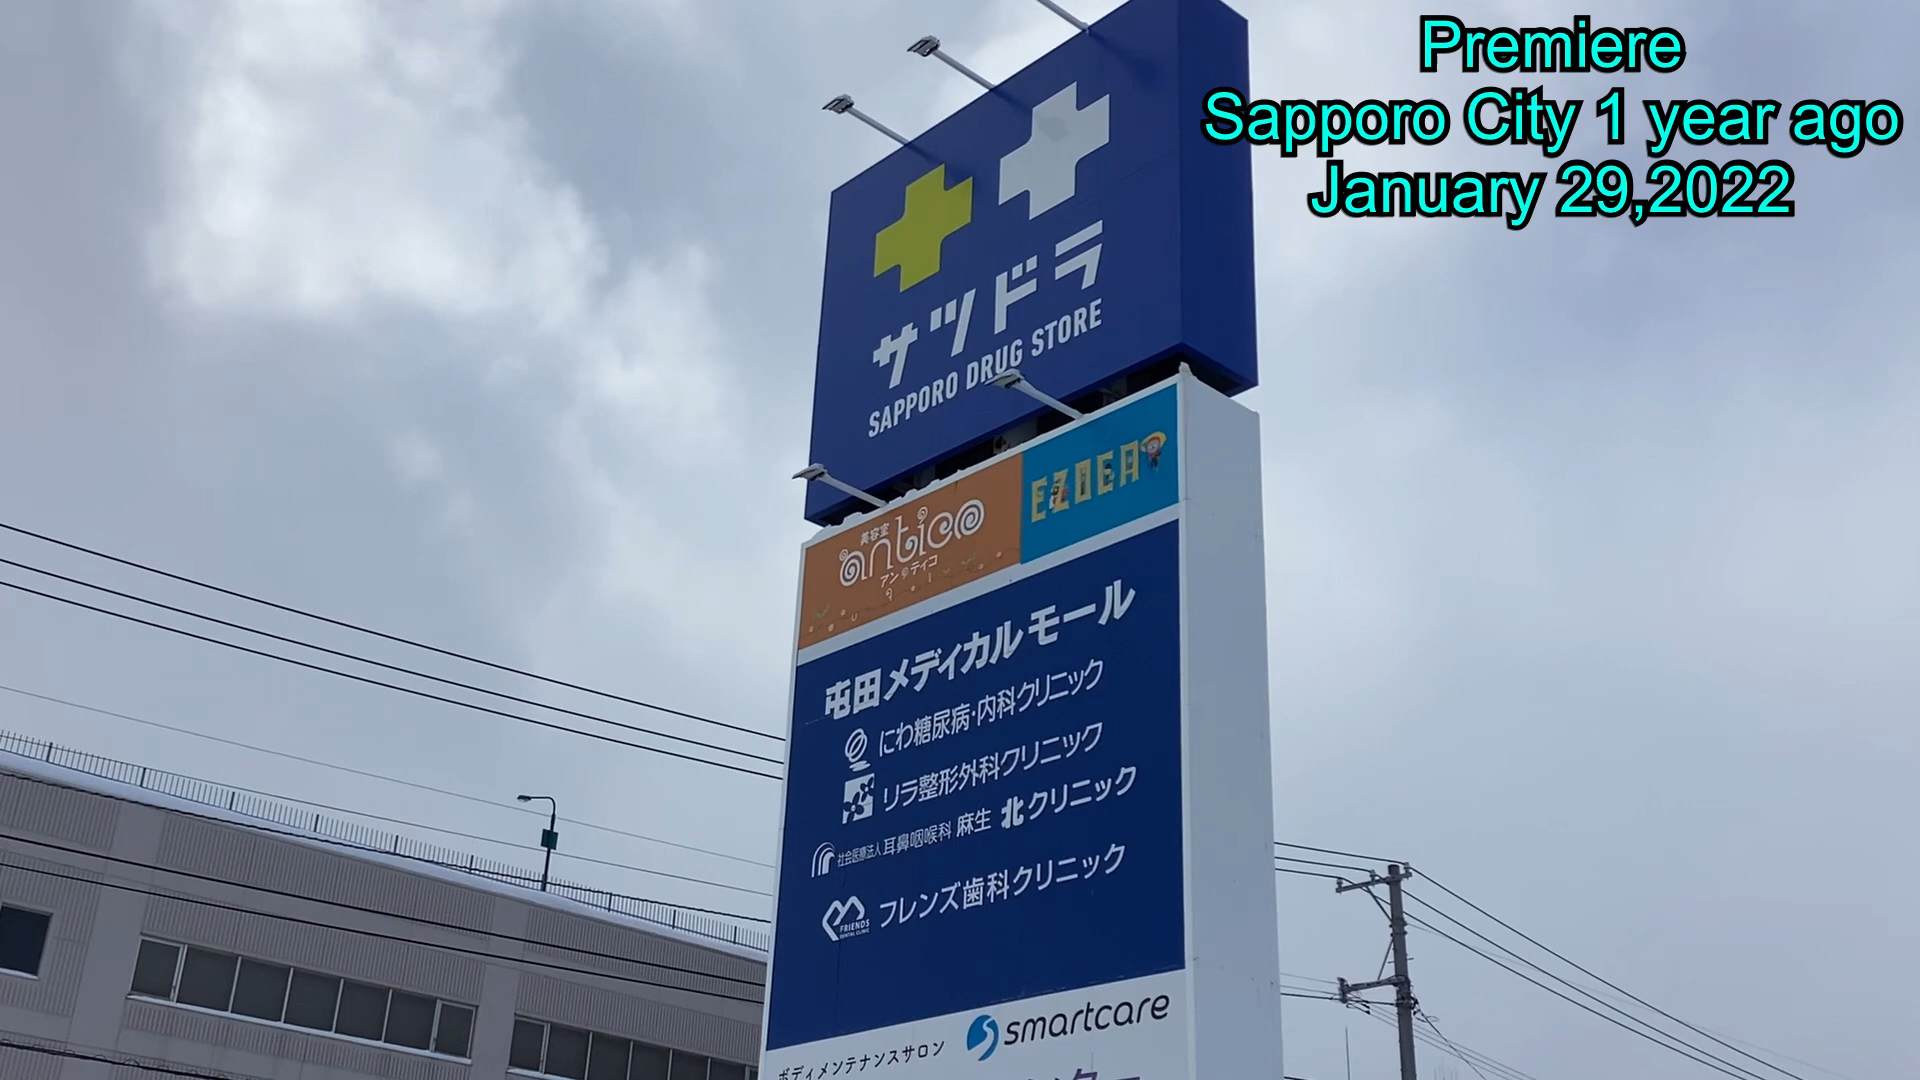 Premiere
Sapporo City 1 year ago
January 29,2022
サツドラ
SAPPORO DRUG STORE
美容室
antico
アンティコ
EZOCA
屯田メディカルモール
にわ糖尿病・内科クリニック
リラ整形外科クリニック
社会医療法人 耳鼻咽喉科 麻生 北クリニック
FRIENDS
DENTAL CLINIC
フレンズ歯科クリニック
smartcare
ボディメンテナンスサロン